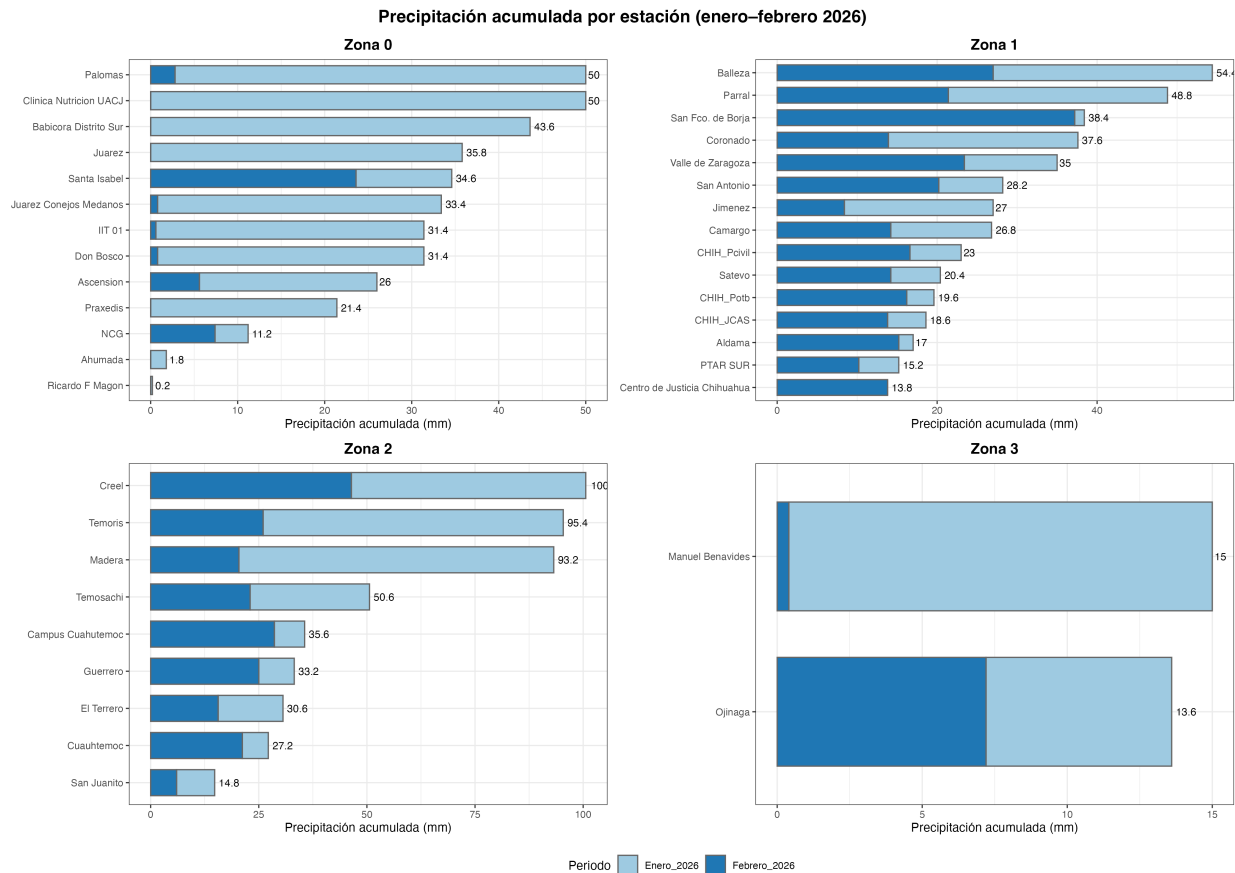 Precipitación acumulada por estación (enero–febrero 2026)
Zona 0
Palomas 50
Clinica Nutricion UACJ 50
Babicora Distrito Sur 43.6
Juarez 35.8
Santa Isabel 34.6
Juarez Conejos Medanos 33.4
IIT 01 31.4
Don Bosco 31.4
Ascension 26
Praxedis 21.4
NCG 11.2
Ahumada 1.8
Ricardo F Magon 0.2
0 10 20 30 40 50
Precipitación acumulada (mm)
Zona 1
Balleza 54.4
Parral 48.8
San Fco. de Borja 38.4
Coronado 37.6
Valle de Zaragoza 35
San Antonio 28.2
Jimenez 27
Camargo 26.8
CHIH_Pcivil 23
Satevo 20.4
CHIH_Potb 19.6
CHIH_JCAS 18.6
Aldama 17
PTAR SUR 15.2
Centro de Justicia Chihuahua 13.8
0 20 40
Precipitación acumulada (mm)
Zona 2
Creel 100
Temoris 95.4
Madera 93.2
Temosachi 50.6
Campus Cuahutemoc 35.6
Guerrero 33.2
El Terrero 30.6
Cuauhtemoc 27.2
San Juanito 14.8
0 25 50 75 100
Precipitación acumulada (mm)
Zona 3
Manuel Benavides 15
Ojinaga 13.6
0 5 10 15
Precipitación acumulada (mm)
Periodo Enero_2026 Febrero_2026